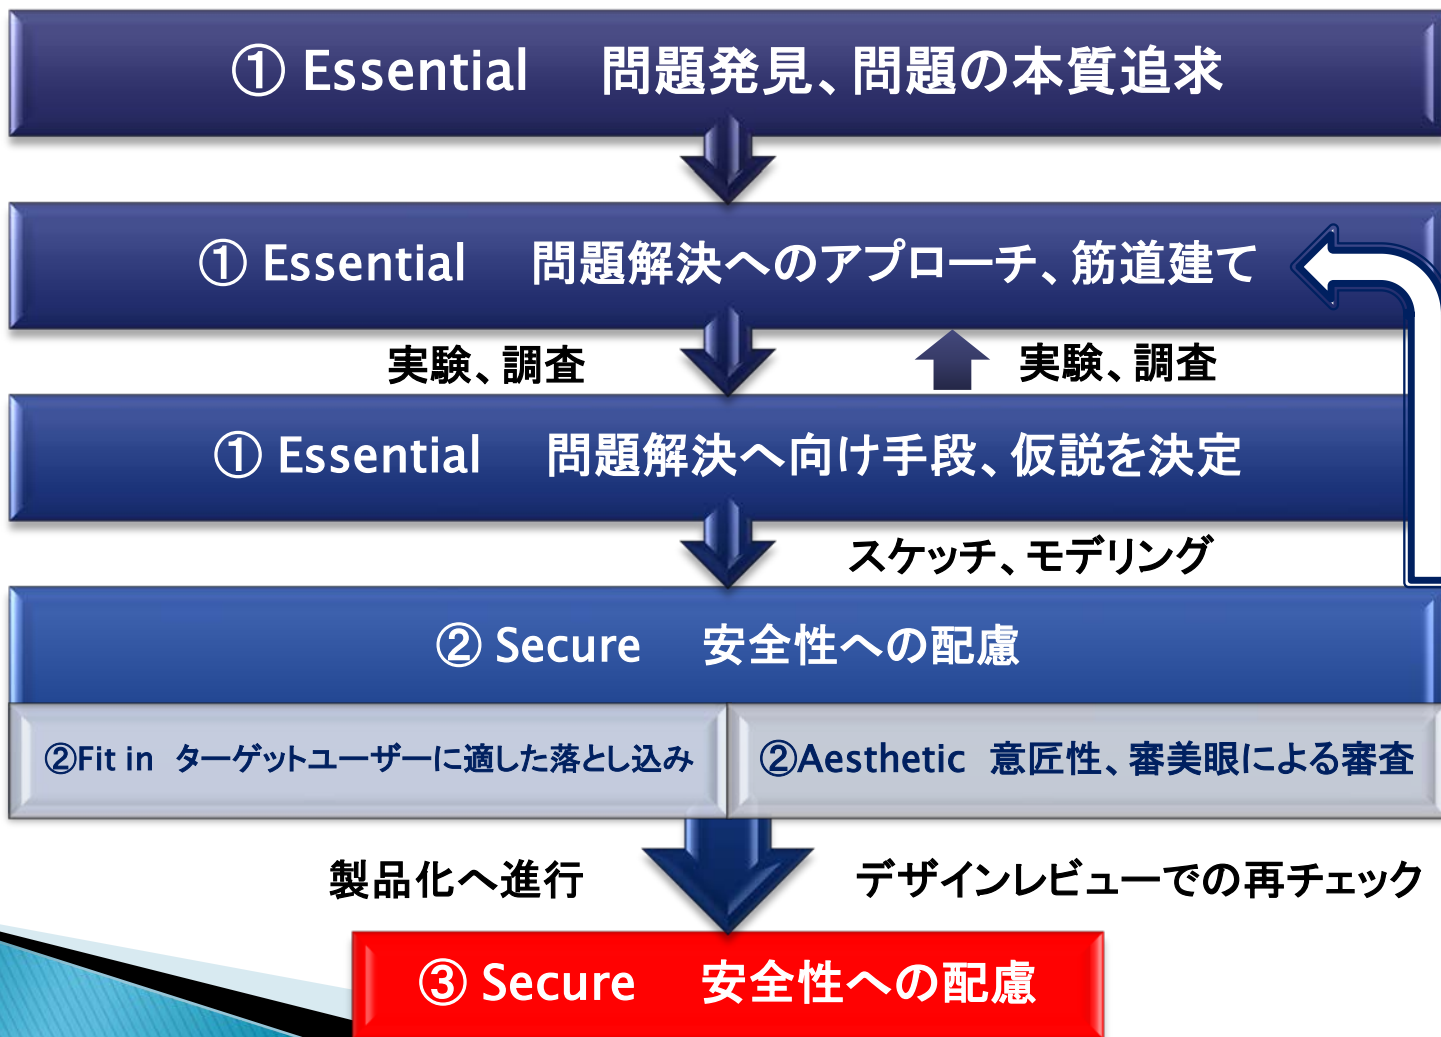 ① Essential 問題発見、問題の本質追求
① Essential 問題解決へのアプローチ、筋道建て
実験、調査
実験、調査
① Essential 問題解決へ向け手段、仮説を決定
スケッチ、モデリング
② Secure 安全性への配慮
②Fit in ターゲットユーザーに適した落とし込み
②Aesthetic 意匠性、審美眼による審査
製品化へ進行
デザインレビューでの再チェック
③ Secure 安全性への配慮